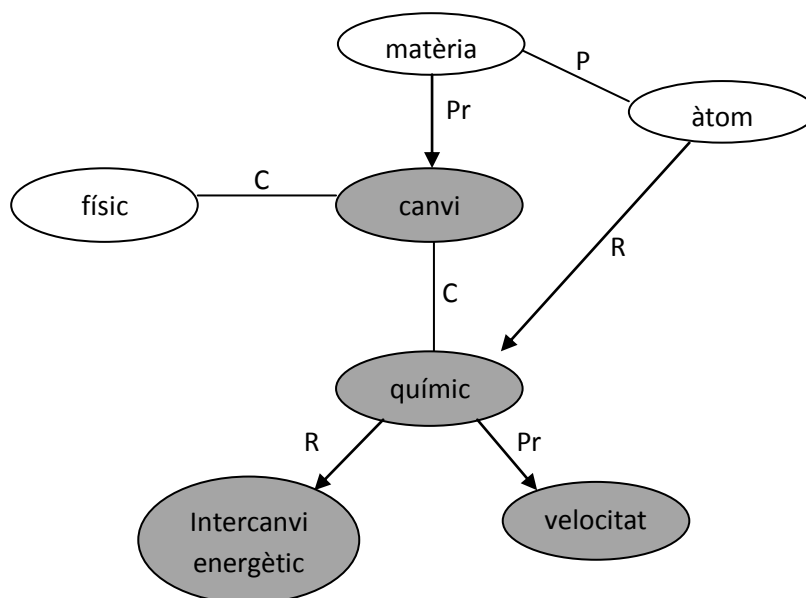 matèria
P
àtom
Pr
C
físic
canvi
R
C
químic
R
Pr
Intercanvi
energètic
velocitat